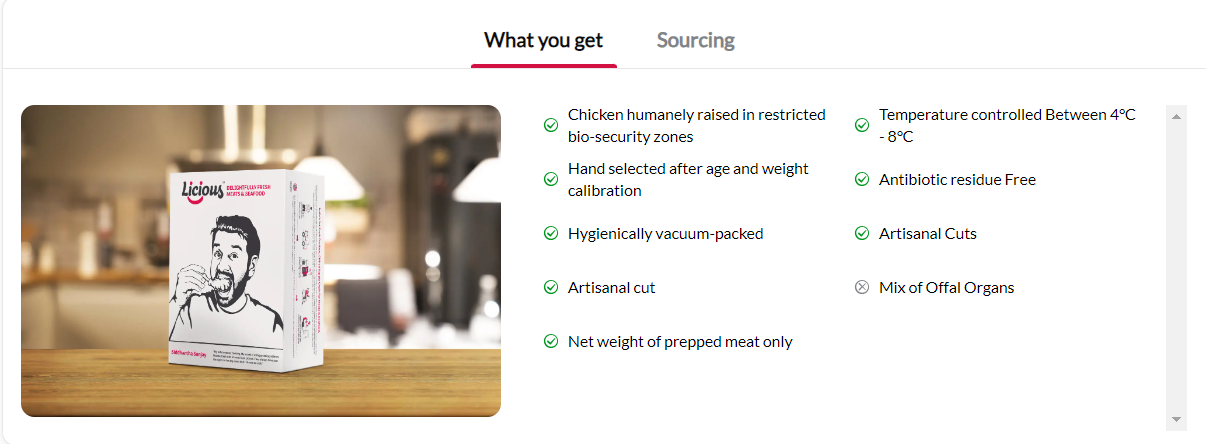 What you get
Sourcing
Licious
DELIGHTFULLY FRESH
MEATS & SEAFOOD
Siddhartha Sanjay
Chicken humanely raised in restricted
bio-security zones
Hand selected after age and weight
calibration
Hygienically vacuum-packed
Artisanal cut
Net weight of prepped meat only
Temperature controlled Between 4°C
- 8°C
Antibiotic residue Free
Artisanal Cuts
Mix of Offal Organs